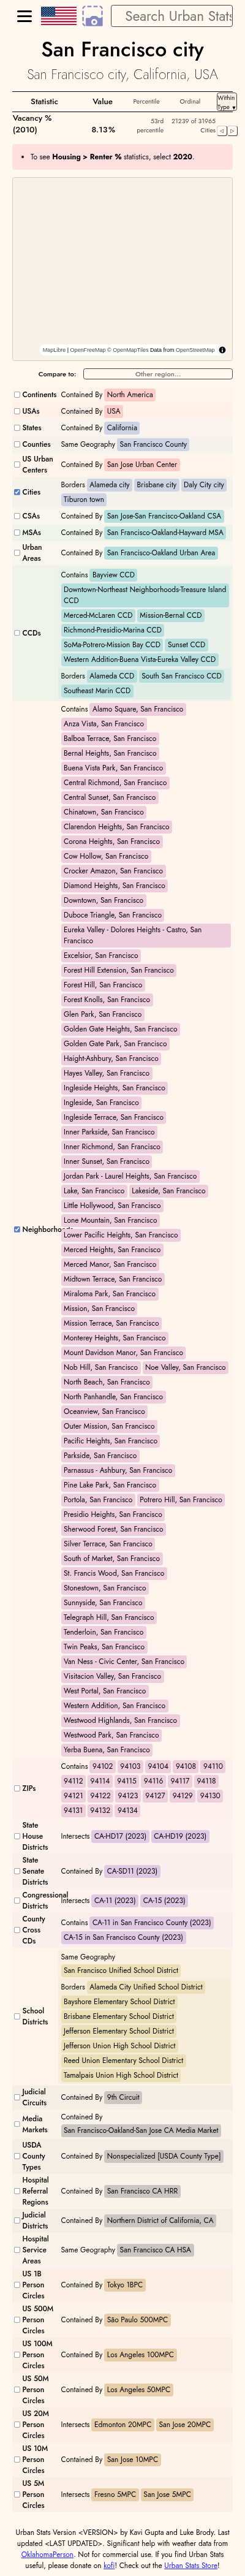 Search Urban Stats
San Francisco city
San Francisco city, California, USA
Statistic Value Percentile Ordinal Within Type ▼
Vacancy % (2010) 8.13% 53rd percentile 21239 of 31965 Cities ◁ ▷
• To see Housing > Renter % statistics, select 2020.
MapLibre | OpenFreeMap © OpenMapTiles Data from OpenStreetMap
Compare to: Other region...
Continents Contained By North America
USAs Contained By USA
States Contained By California
Counties Same Geography San Francisco County
US Urban Centers Contained By San Jose Urban Center
Cities Borders Alameda city Brisbane city Daly City city
Tiburon town
CSAs Contained By San Jose-San Francisco-Oakland CSA
MSAs Contained By San Francisco-Oakland-Hayward MSA
Urban Areas Contained By San Francisco-Oakland Urban Area
CCDs Contains Bayview CCD
Downtown-Northeast Neighborhoods-Treasure Island CCD
Merced-McLaren CCD Mission-Bernal CCD
Richmond-Presidio-Marina CCD
SoMa-Potrero-Mission Bay CCD Sunset CCD
Western Addition-Buena Vista-Eureka Valley CCD
Borders Alameda CCD South San Francisco CCD
Southeast Marin CCD
Neighborhoods Contains Alamo Square, San Francisco
Anza Vista, San Francisco
Balboa Terrace, San Francisco
Bernal Heights, San Francisco
Buena Vista Park, San Francisco
Central Richmond, San Francisco
Central Sunset, San Francisco
Chinatown, San Francisco
Clarendon Heights, San Francisco
Corona Heights, San Francisco
Cow Hollow, San Francisco
Crocker Amazon, San Francisco
Diamond Heights, San Francisco
Downtown, San Francisco
Duboce Triangle, San Francisco
Eureka Valley - Dolores Heights - Castro, San Francisco
Excelsior, San Francisco
Forest Hill Extension, San Francisco
Forest Hill, San Francisco
Forest Knolls, San Francisco
Glen Park, San Francisco
Golden Gate Heights, San Francisco
Golden Gate Park, San Francisco
Haight-Ashbury, San Francisco
Hayes Valley, San Francisco
Ingleside Heights, San Francisco
Ingleside, San Francisco
Ingleside Terrace, San Francisco
Inner Parkside, San Francisco
Inner Richmond, San Francisco
Inner Sunset, San Francisco
Jordan Park - Laurel Heights, San Francisco
Lake, San Francisco Lakeside, San Francisco
Little Hollywood, San Francisco
Lone Mountain, San Francisco
Lower Pacific Heights, San Francisco
Merced Heights, San Francisco
Merced Manor, San Francisco
Midtown Terrace, San Francisco
Miraloma Park, San Francisco
Mission, San Francisco
Mission Terrace, San Francisco
Monterey Heights, San Francisco
Mount Davidson Manor, San Francisco
Nob Hill, San Francisco Noe Valley, San Francisco
North Beach, San Francisco
North Panhandle, San Francisco
Oceanview, San Francisco
Outer Mission, San Francisco
Pacific Heights, San Francisco
Parkside, San Francisco
Parnassus - Ashbury, San Francisco
Pine Lake Park, San Francisco
Portola, San Francisco Potrero Hill, San Francisco
Presidio Heights, San Francisco
Sherwood Forest, San Francisco
Silver Terrace, San Francisco
South of Market, San Francisco
St. Francis Wood, San Francisco
Stonestown, San Francisco
Sunnyside, San Francisco
Telegraph Hill, San Francisco
Tenderloin, San Francisco
Twin Peaks, San Francisco
Van Ness - Civic Center, San Francisco
Visitacion Valley, San Francisco
West Portal, San Francisco
Western Addition, San Francisco
Westwood Highlands, San Francisco
Westwood Park, San Francisco
Yerba Buena, San Francisco
ZIPs Contains 94102 94103 94104 94108 94110
94112 94114 94115 94116 94117 94118
94121 94122 94123 94127 94129 94130
94131 94132 94134
State House Districts Intersects CA-HD17 (2023) CA-HD19 (2023)
State Senate Districts Contained By CA-SD11 (2023)
Congressional Districts Intersects CA-11 (2023) CA-15 (2023)
County Cross CDs Contains CA-11 in San Francisco County (2023)
CA-15 in San Francisco County (2023)
School Districts Same Geography
San Francisco Unified School District
Borders Alameda City Unified School District
Bayshore Elementary School District
Brisbane Elementary School District
Jefferson Elementary School District
Jefferson Union High School District
Reed Union Elementary School District
Tamalpais Union High School District
Judicial Circuits Contained By 9th Circuit
Media Markets Contained By
San Francisco-Oakland-San Jose CA Media Market
USDA County Types Contained By Nonspecialized [USDA County Type]
Hospital Referral Regions Contained By San Francisco CA HRR
Judicial Districts Contained By Northern District of California, CA
Hospital Service Areas Same Geography San Francisco CA HSA
US 1B Person Circles Contained By Tokyo 1BPC
US 500M Person Circles Contained By São Paulo 500MPC
US 100M Person Circles Contained By Los Angeles 100MPC
US 50M Person Circles Contained By Los Angeles 50MPC
US 20M Person Circles Intersects Edmonton 20MPC San Jose 20MPC
US 10M Person Circles Contained By San Jose 10MPC
US 5M Person Circles Intersects Fresno 5MPC San Jose 5MPC
Urban Stats Version <VERSION> by Kavi Gupta and Luke Brody. Last
updated <LAST UPDATED>. Significant help with weather data from
OklahomaPerson. Not for commercial use. If you find Urban Stats
useful, please donate on kofi! Check out the Urban Stats Store!